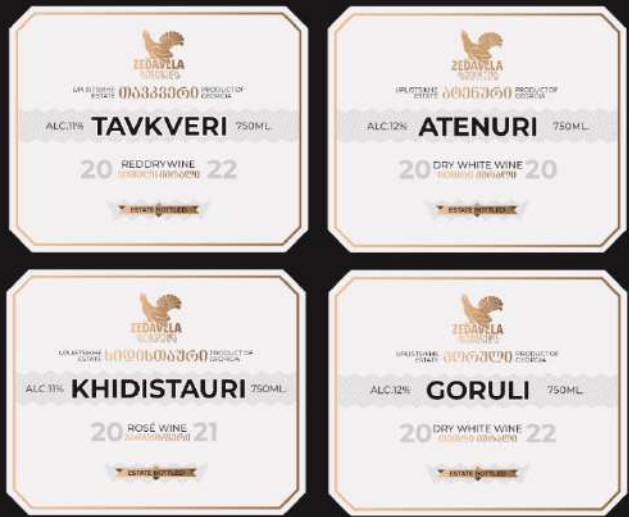 ZEDAVELA
UPLISTSIKHE ESTATE თავკვერი PRODUCT OF GEORGIA
ALC.11% TAVKVERI 750ML.
20 RED DRY WINE 22
ESTATE BOTTLED
ZEDAVELA
UPLISTSIKHE ESTATE ატენური PRODUCT OF GEORGIA
ALC.12% ATENURI 750ML.
20 DRY WHITE WINE 20
ESTATE BOTTLED
ZEDAVELA
UPLISTSIKHE ESTATE ხიდისთაური PRODUCT OF GEORGIA
ALC.11% KHIDISTAURI 750ML.
20 ROSÉ WINE 21
ESTATE BOTTLED
ZEDAVELA
UPLISTSIKHE ESTATE გორული PRODUCT OF GEORGIA
ALC.12% GORULI 750ML.
20 DRY WHITE WINE 22
ESTATE BOTTLED